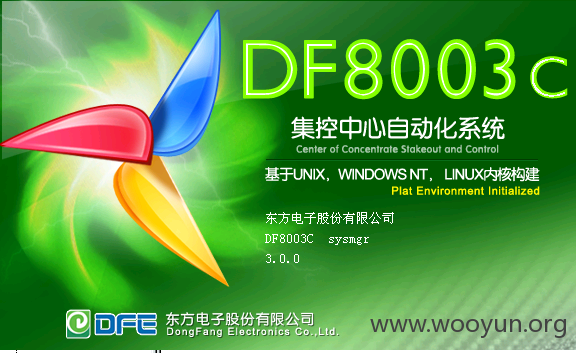 DF8003C
集控中心自动化系统
Center of Concentrate Stakeout and Control
基于UNIX，WINDOWS NT， LINUX内核构建
Plat Environment Initialized
东方电子股份有限公司
DF8003C sysmgr
3.0.0
DFE 东方电子股份有限公司
DongFang Electronics Co.,Ltd.
www.wooyun.org